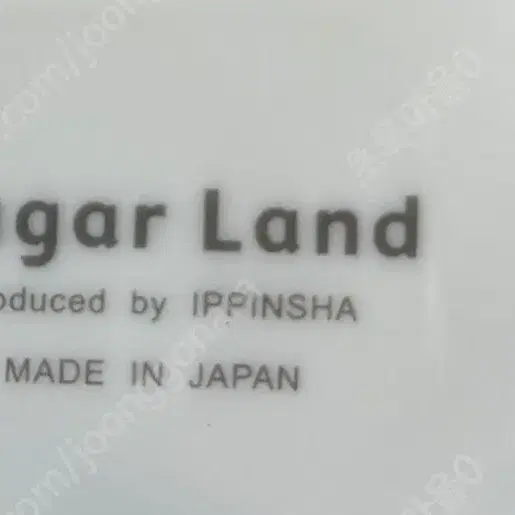 gar Land
oduced by IPPINSHA
MADE IN JAPAN